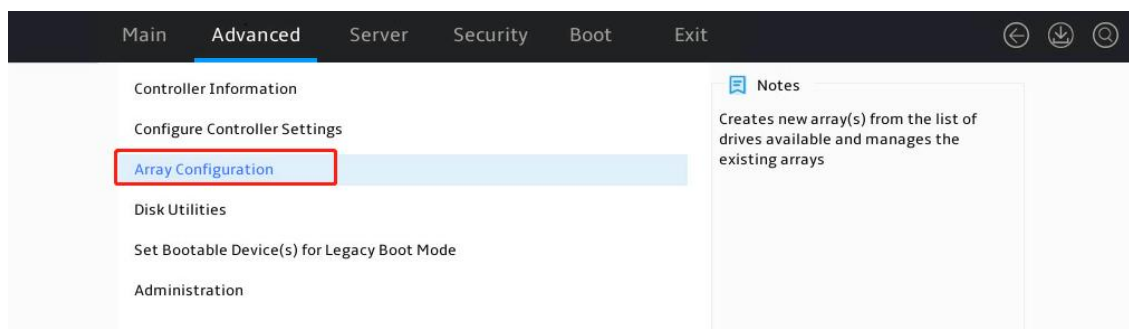 Main Advanced Server Security Boot Exit
Controller Information
Configure Controller Settings
Array Configuration
Disk Utilities
Set Bootable Device(s) for Legacy Boot Mode
Administration
Notes
Creates new array(s) from the list of
drives available and manages the
existing arrays